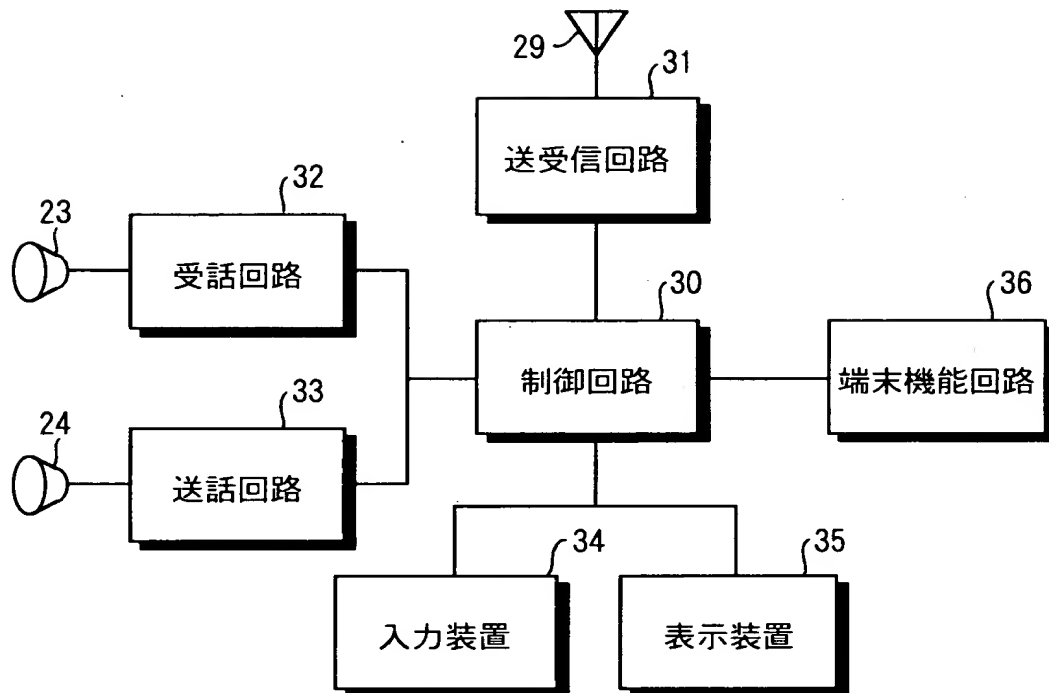 29
31
送受信回路
23
32
受話回路
30
制御回路
36
端末機能回路
24
33
送話回路
34
入力装置
35
表示装置